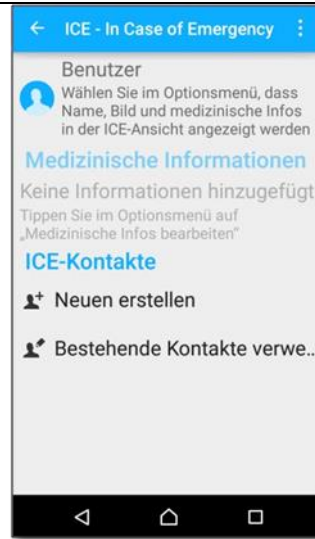 ICE - In Case of Emergency
Benutzer
Wählen Sie im Optionsmenü, dass
Name, Bild und medizinische Infos
in der ICE-Ansicht angezeigt werden
Medizinische Informationen
Keine Informationen hinzugefügt
Tippen Sie im Optionsmenü auf
„Medizinische Infos bearbeiten“
ICE-Kontakte
Neuen erstellen
Bestehende Kontakte verwe..